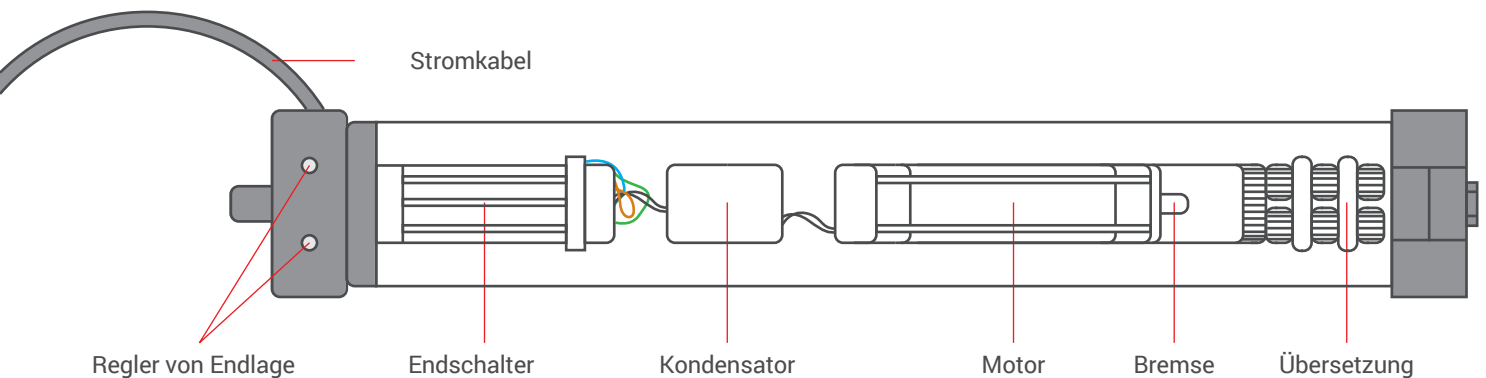 Stromkabel
Regler von Endlage
Endschalter
Kondensator
Motor
Bremse
Übersetzung